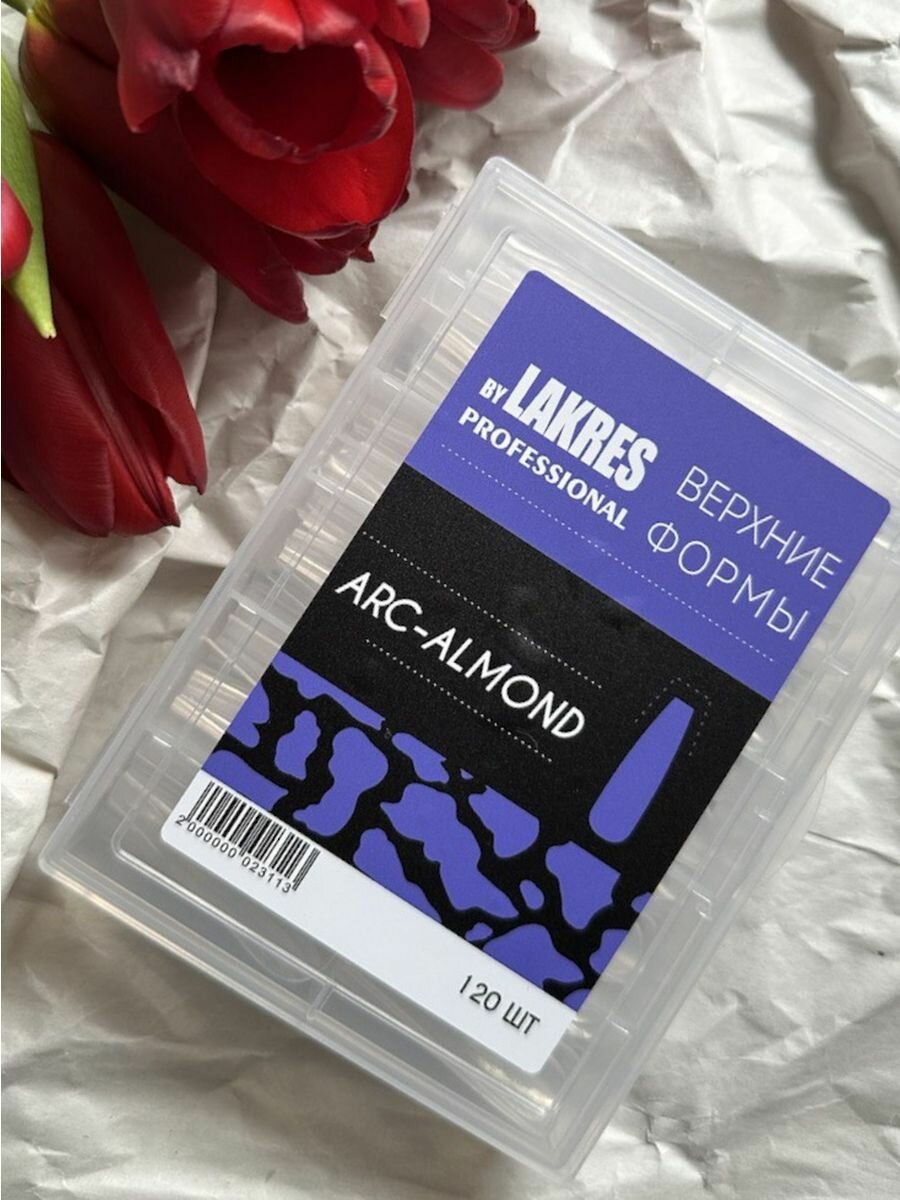 BY LAKRES
PROFESSIONAL
ВЕРХНИЕ
ФОРМЫ
ARC-ALMOND
2000000023113
120 ШТ